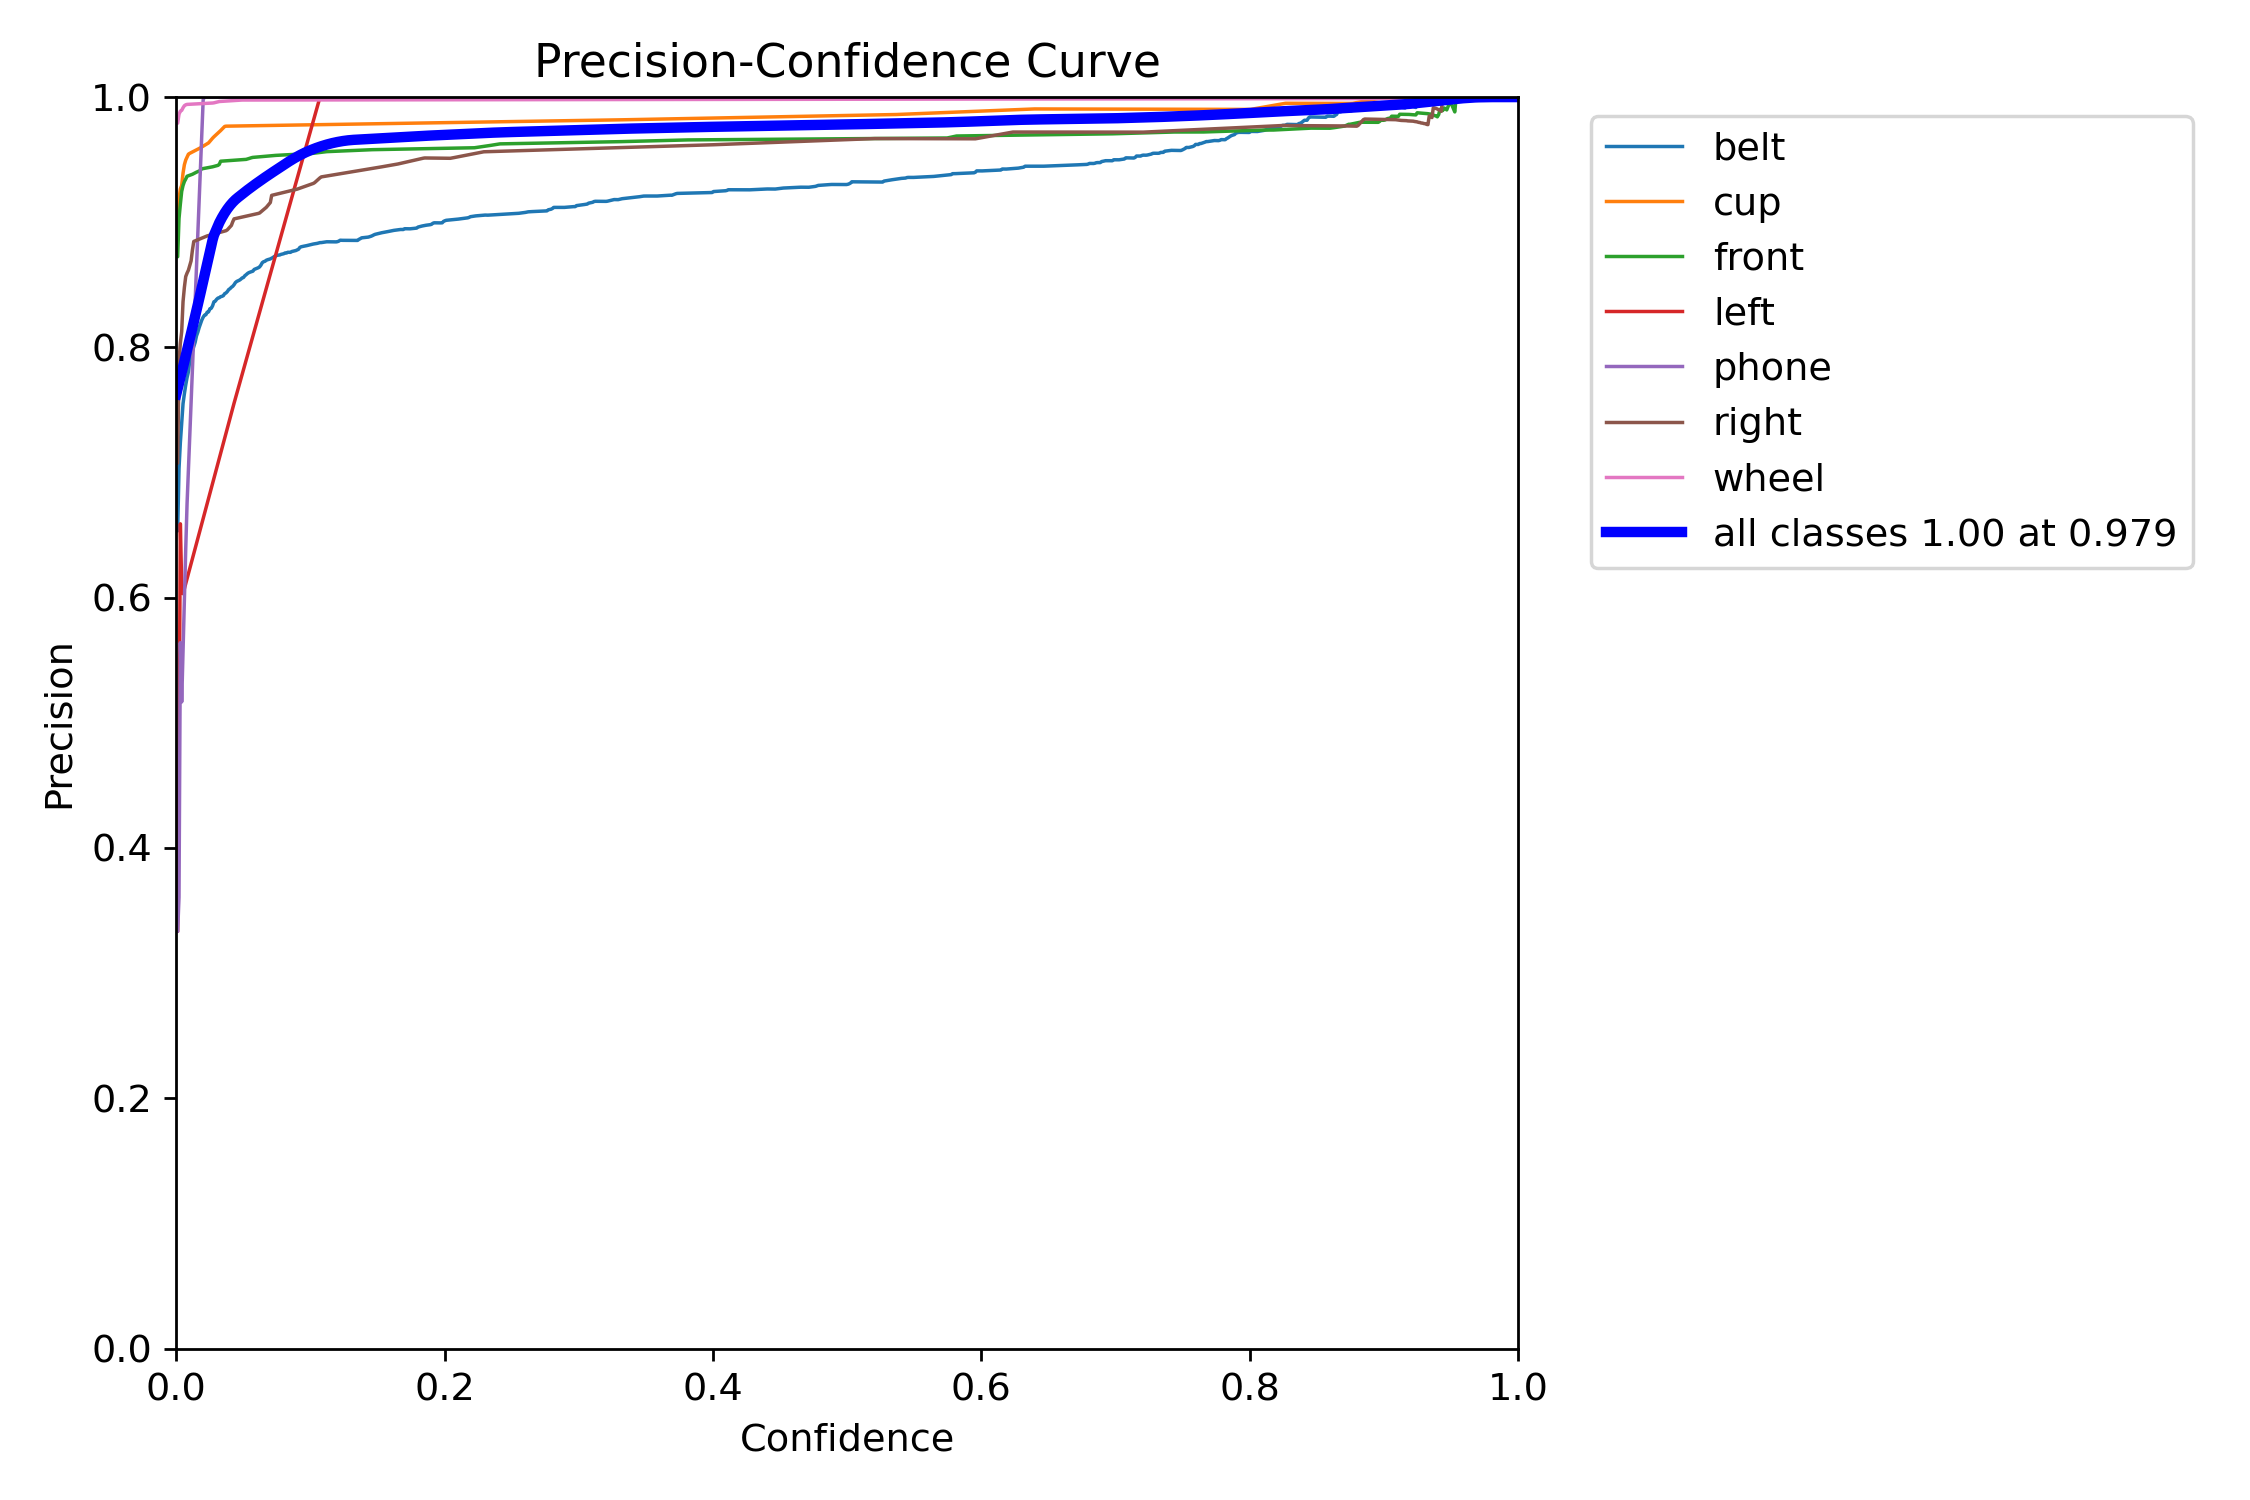 Precision-Confidence Curve
1.0
0.8
0.6
0.4
0.2
0.0
Precision
0.0 0.2 0.4 0.6 0.8 1.0
Confidence
belt
cup
front
left
phone
right
wheel
all classes 1.00 at 0.979